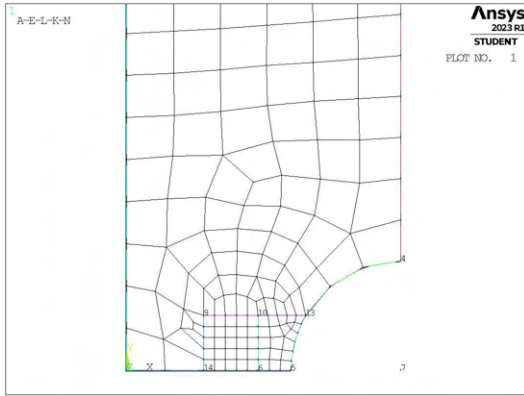 1
A-E-L-K-N
Ansys
2023 R1
STUDENT
PLOT NO. 1
4
9 10 13
Y
X
14 6 5 .7